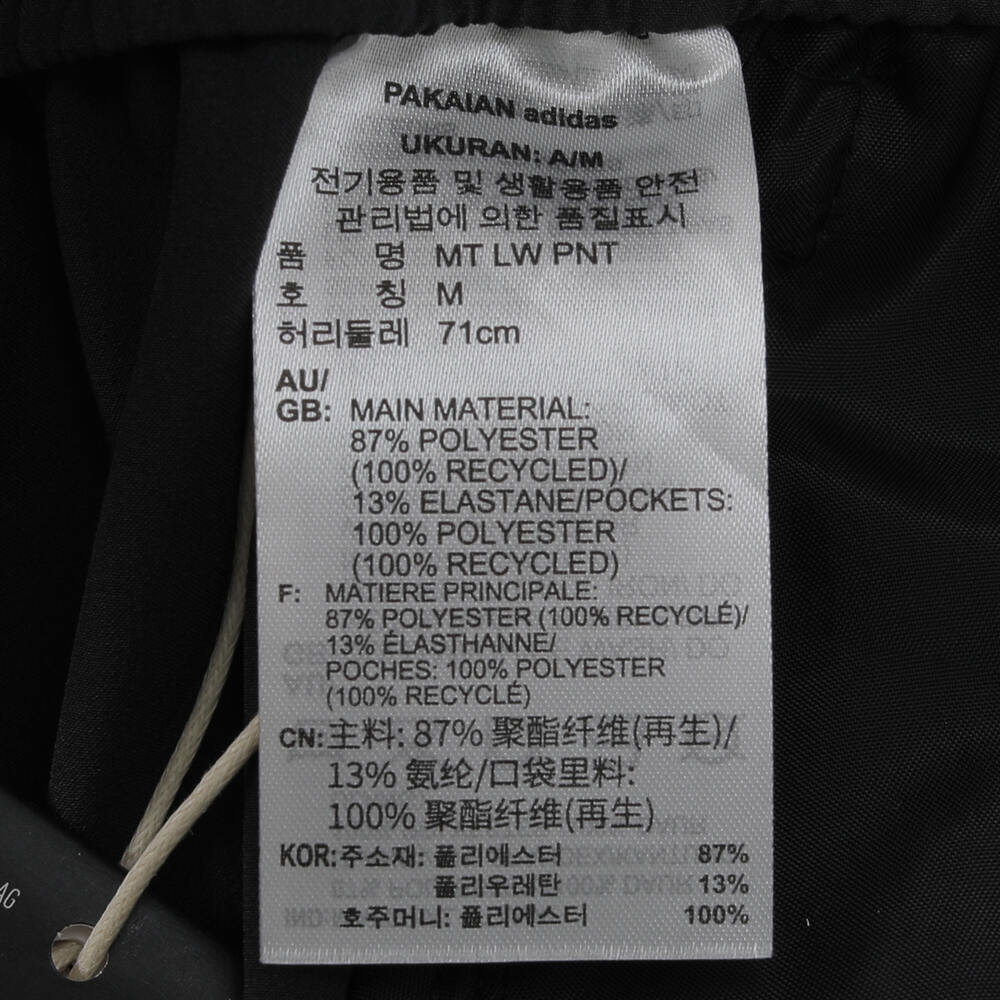 PAKAIAN adidas
UKURAN: A/M
전기용품 및 생활용품 안전
관리법에 의한 품질표시
품 명 MT LW PNT
호 칭 M
허리둘레 71cm
AU/
GB: MAIN MATERIAL:
87% POLYESTER
(100% RECYCLED)/
13% ELASTANE/POCKETS:
100% POLYESTER
(100% RECYCLED)
F: MATIERE PRINCIPALE:
87% POLYESTER (100% RECYCLÉ)/
13% ÉLASTHANNE/
POCHES: 100% POLYESTER
(100% RECYCLÉ)
CN: 主料: 87% 聚酯纤维(再生)/
13% 氨纶/口袋里料:
100% 聚酯纤维(再生)
KOR: 주소재: 폴리에스터 87%
폴리우레탄 13%
호주머니: 폴리에스터 100%
AG